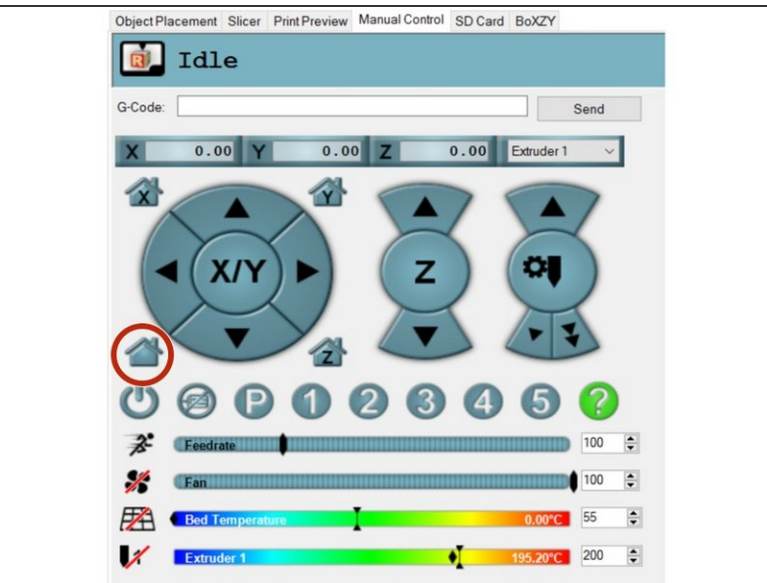 Object Placement Slicer Print Preview Manual Control SD Card BoXZY
R Idle
G-Code: Send
X 0.00 Y 0.00 Z 0.00 Extruder 1
X Y
X/Y Z
Z
P 1 2 3 4 5 ?
Feedrate 100
Fan 100
Bed Temperature 0.00°C 55
1 Extruder 1 195.20°C 200